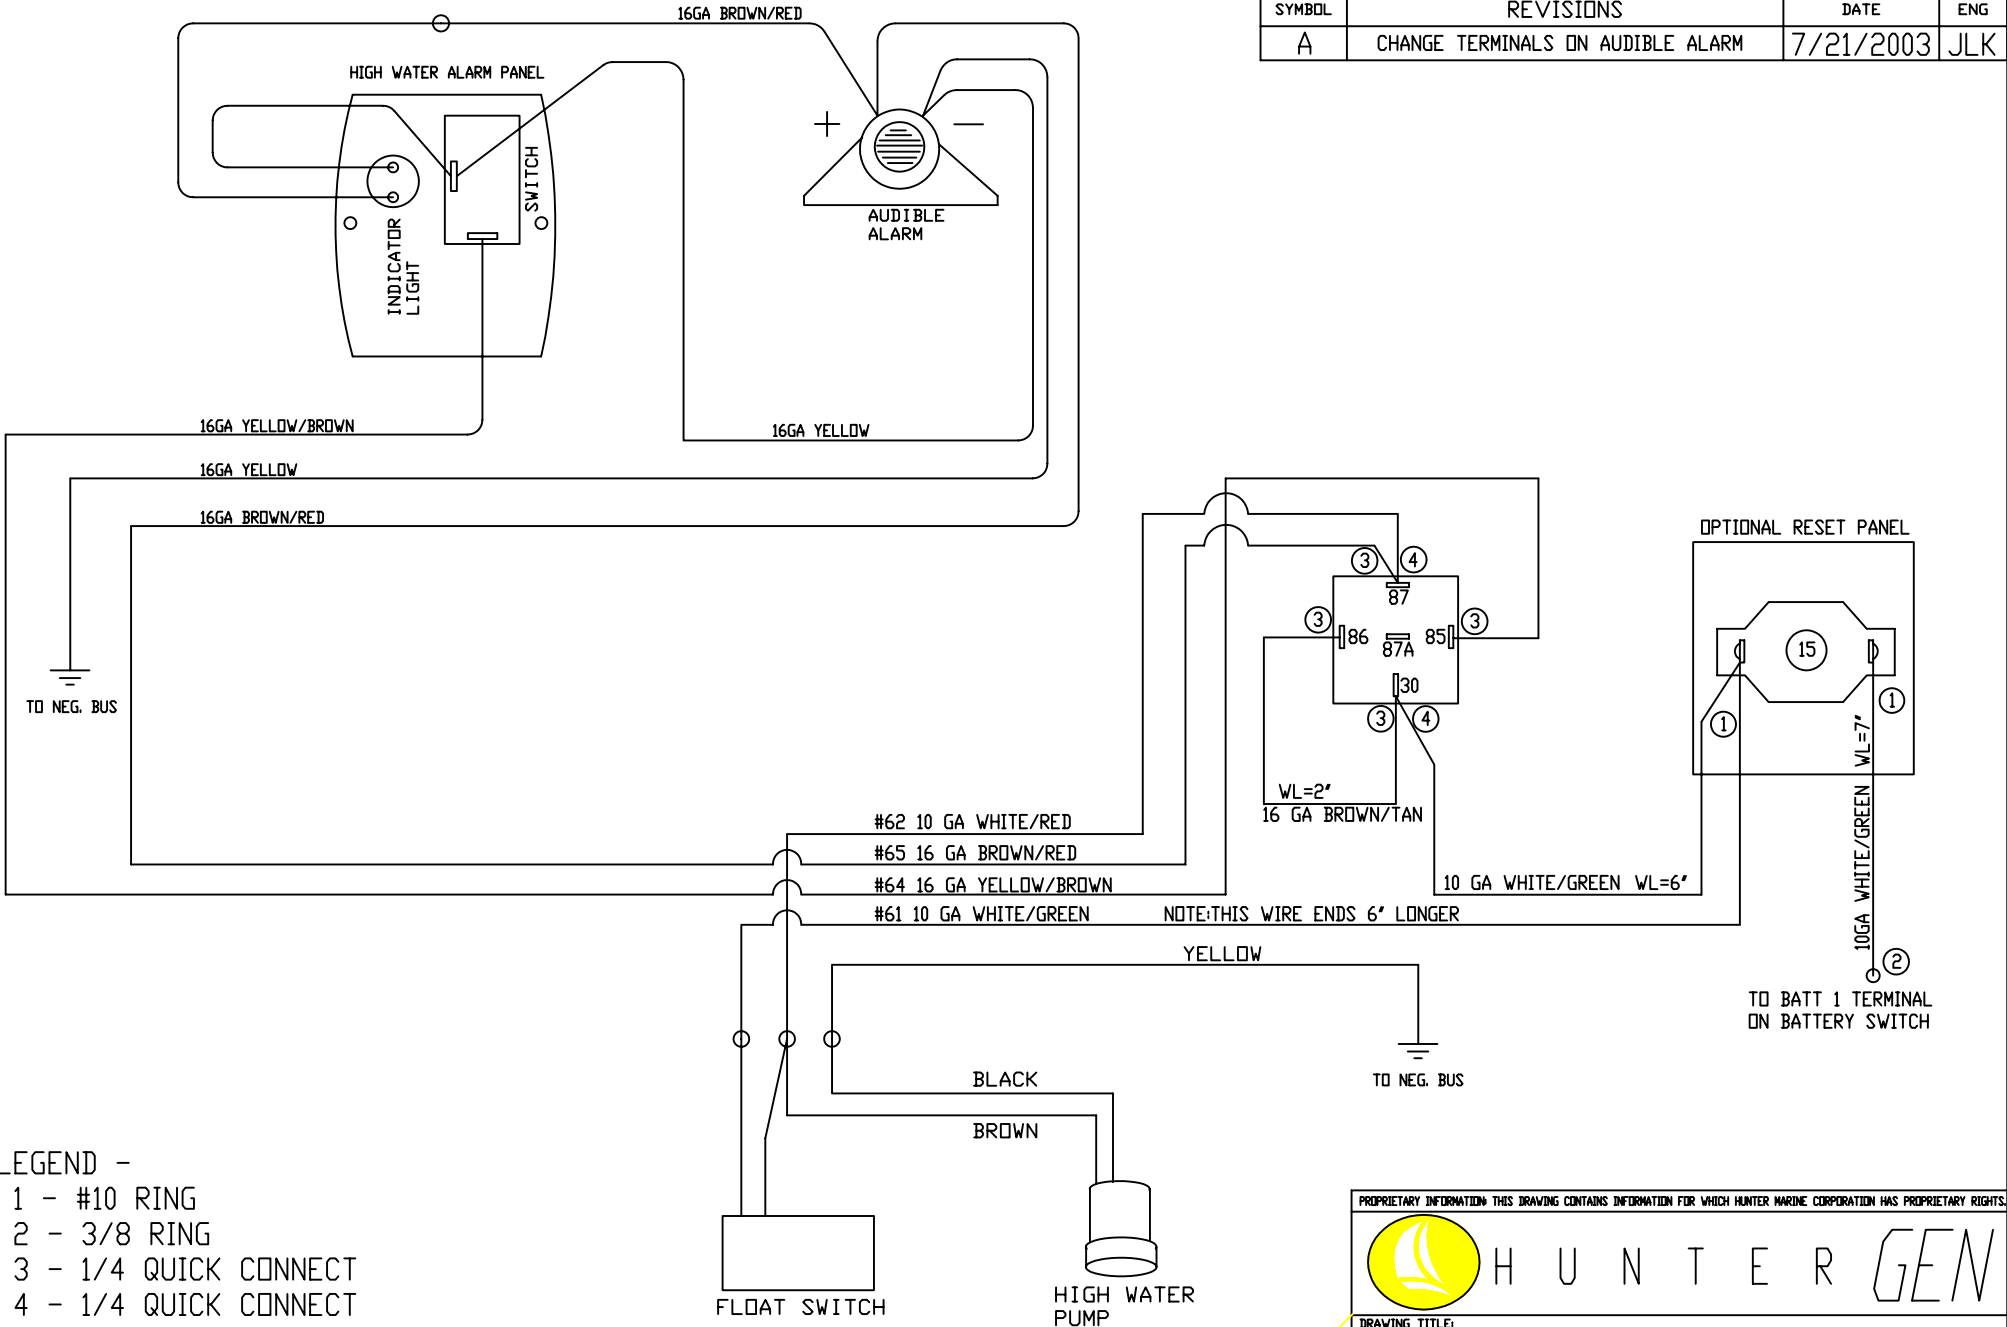 16GA BROWN/RED
SYMBOL REVISIONS DATE ENG
A CHANGE TERMINALS ON AUDIBLE ALARM 7/21/2003 JLK
HIGH WATER ALARM PANEL
+ -
SWITCH
INDICATOR
LIGHT
AUDIBLE
ALARM
16GA YELLOW/BROWN
16GA YELLOW
16GA YELLOW
16GA BROWN/RED
TO NEG. BUS
OPTIONAL RESET PANEL
3 4
87
3 86 87A 85 3
30
3 4
15
1 1
WL=2"
16 GA BROWN/TAN
#62 10 GA WHITE/RED
#65 16 GA BROWN/RED
#64 16 GA YELLOW/BROWN
10 GA WHITE/GREEN WL=6"
#61 10 GA WHITE/GREEN NOTE:THIS WIRE ENDS 6" LONGER
10GA WHITE/GREEN WL=7"
2
TO BATT 1 TERMINAL
ON BATTERY SWITCH
YELLOW
TO NEG. BUS
BLACK
BROWN
FLOAT SWITCH
HIGH WATER
PUMP
LEGEND -
1 - #10 RING
2 - 3/8 RING
3 - 1/4 QUICK CONNECT
4 - 1/4 QUICK CONNECT
PROPRIETARY INFORMATION: THIS DRAWING CONTAINS INFORMATION FOR WHICH HUNTER MARINE CORPORATION HAS PROPRIETARY RIGHTS.
HUNTER GEN
DRAWING TITLE: